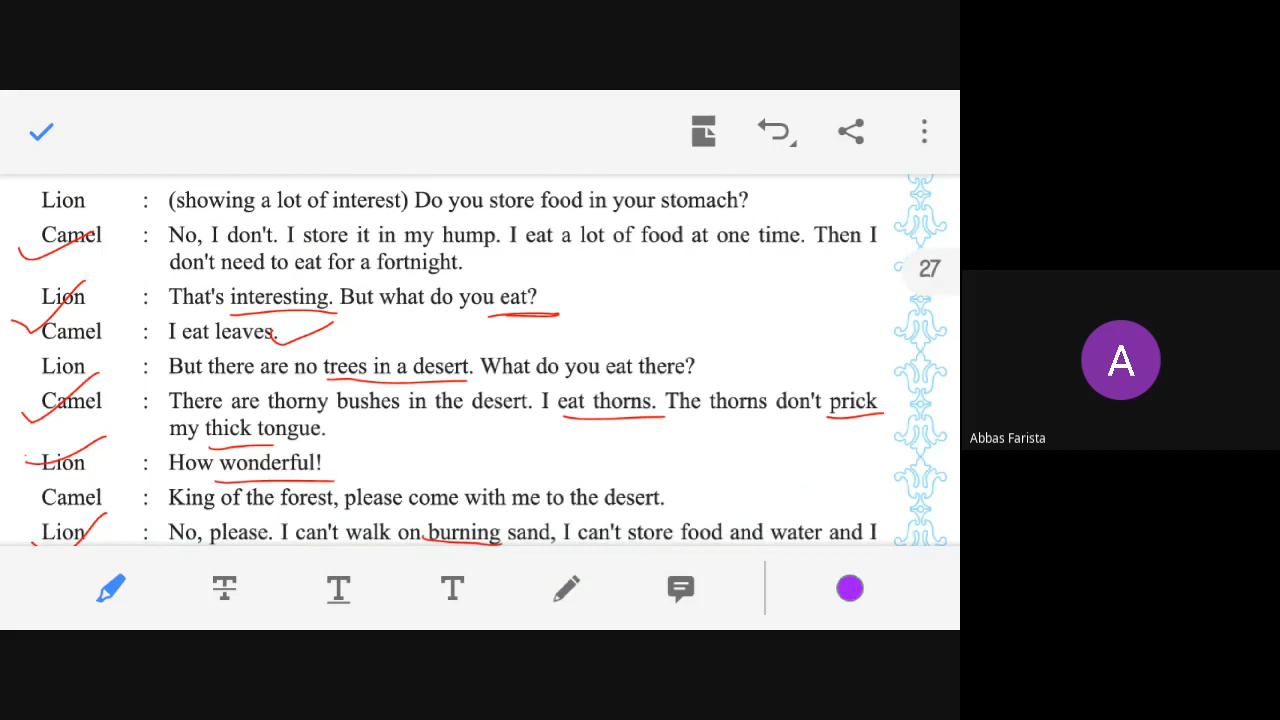 Lion : (showing a lot of interest) Do you store food in your stomach?
Camel : No, I don't. I store it in my hump. I eat a lot of food at one time. Then I
don't need to eat for a fortnight.
27
Lion : That's interesting. But what do you eat?
Camel : I eat leaves.
Lion : But there are no trees in a desert. What do you eat there?
Camel : There are thorny bushes in the desert. I eat thorns. The thorns don't prick
my thick tongue.
Lion : How wonderful!
Camel : King of the forest, please come with me to the desert.
Lion : No, please. I can't walk on burning sand, I can't store food and water and I
T
T
T
A
Abbas Farista